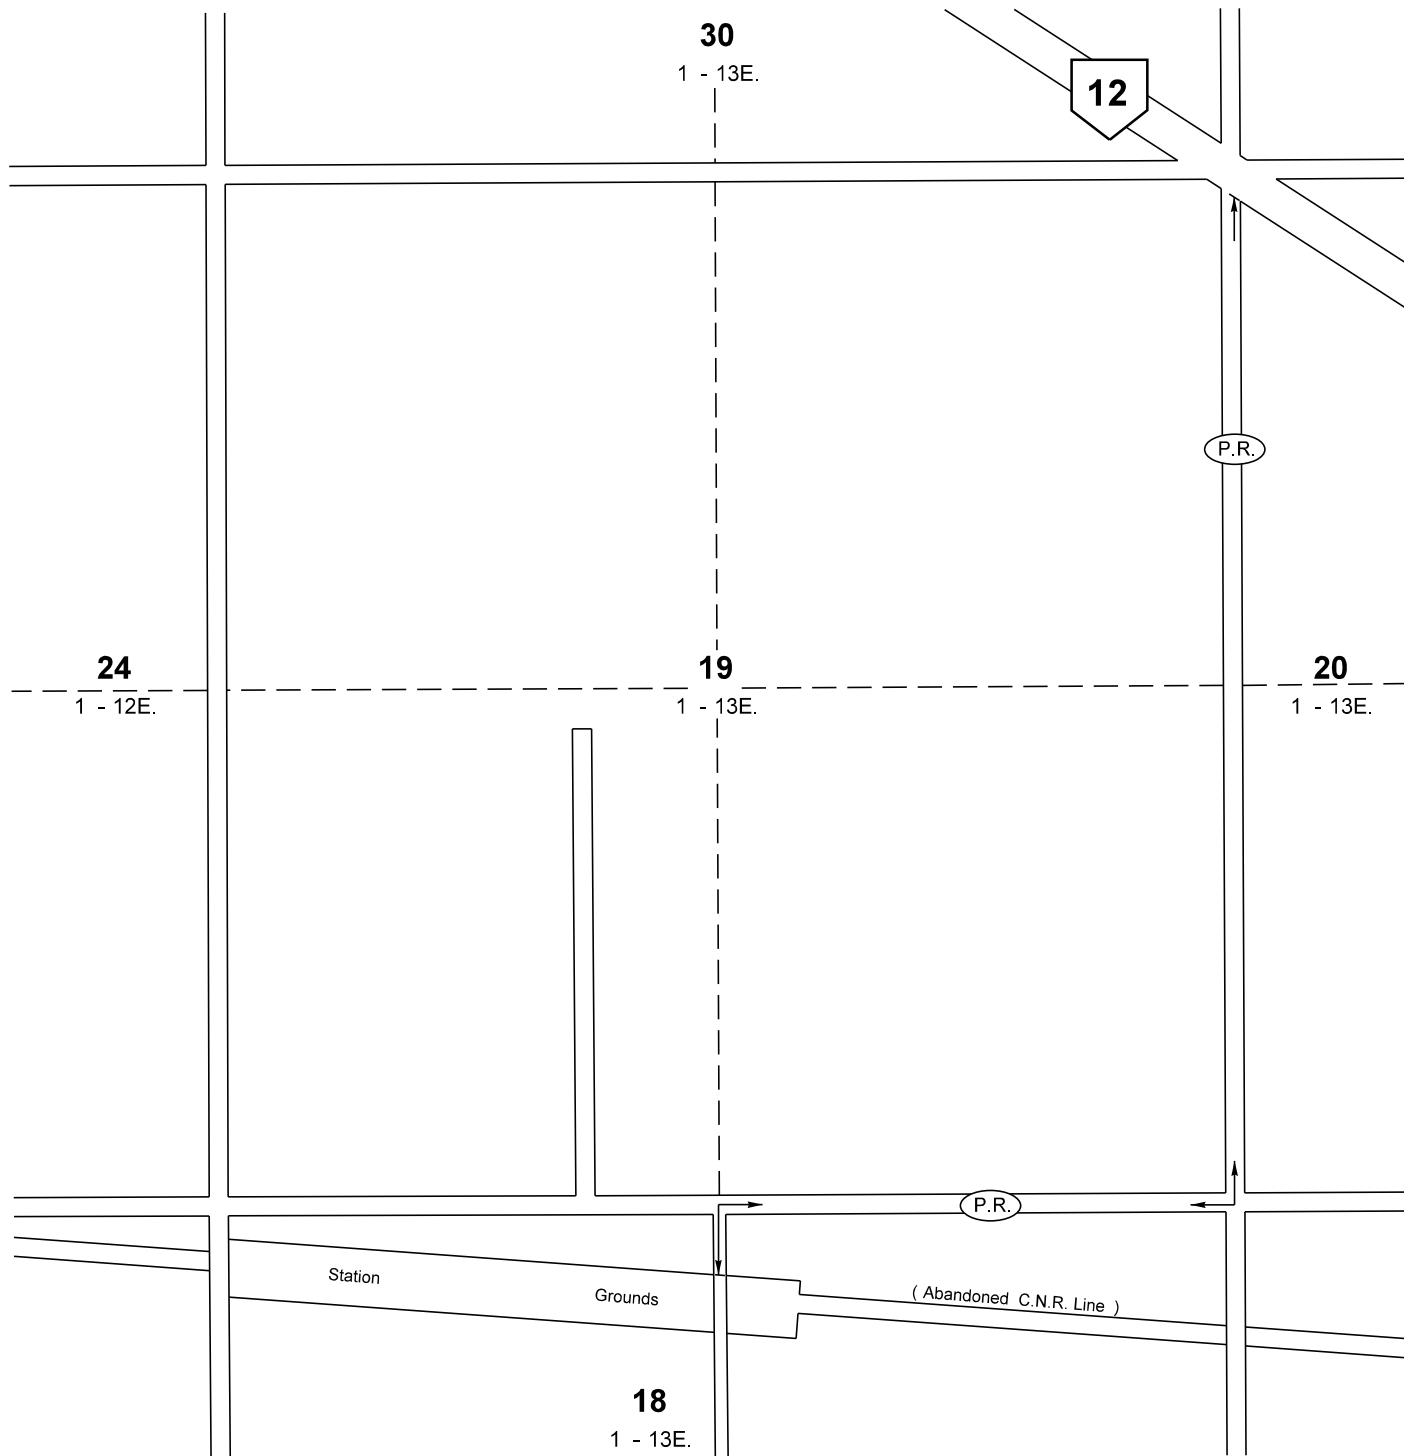 30
1 - 13E.
12
P.R.
24
1 - 12E.
19
1 - 13E.
20
1 - 13E.
P.R.
Station Grounds
( Abandoned C.N.R. Line )
18
1 - 13E.